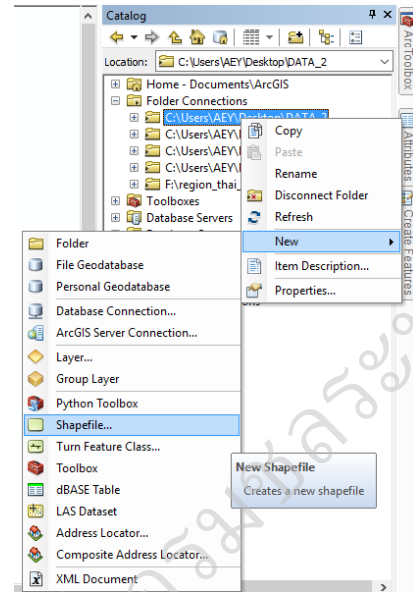 Catalog
Location: C:\Users\AEY\Desktop\DATA_2
Home - Documents\ArcGIS
Folder Connections
C:\Users\AEY\Desktop\DATA_2
C:\Users\AEY\
C:\Users\AEY\
C:\Users\AEY\
F:\region_thai_
Toolboxes
Database Servers
Copy
Paste
Rename
Disconnect Folder
Refresh
New
Item Description...
Properties...
Folder
File Geodatabase
Personal Geodatabase
Database Connection...
ArcGIS Server Connection...
Layer...
Group Layer
Python Toolbox
Shapefile...
Turn Feature Class...
Toolbox
dBASE Table
LAS Dataset
Address Locator...
Composite Address Locator...
XML Document
New Shapefile
Creates a new shapefile
ArcToolbox
Attributes
Create Features